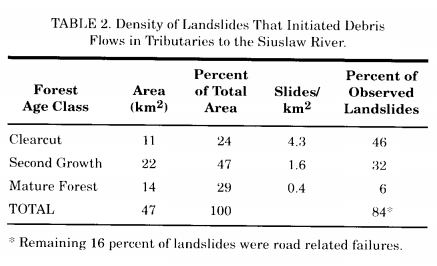 TABLE 2. Density of Landslides That Initiated Debris
Flows in Tributaries to the Siuslaw River.
Forest Age Class | Area (km2) | Percent of Total Area | Slides/ km2 | Percent of Observed Landslides
Clearcut 11 24 4.3 46
Second Growth 22 47 1.6 32
Mature Forest 14 29 0.4 6
TOTAL 47 100 84*
* Remaining 16 percent of landslides were road related failures.